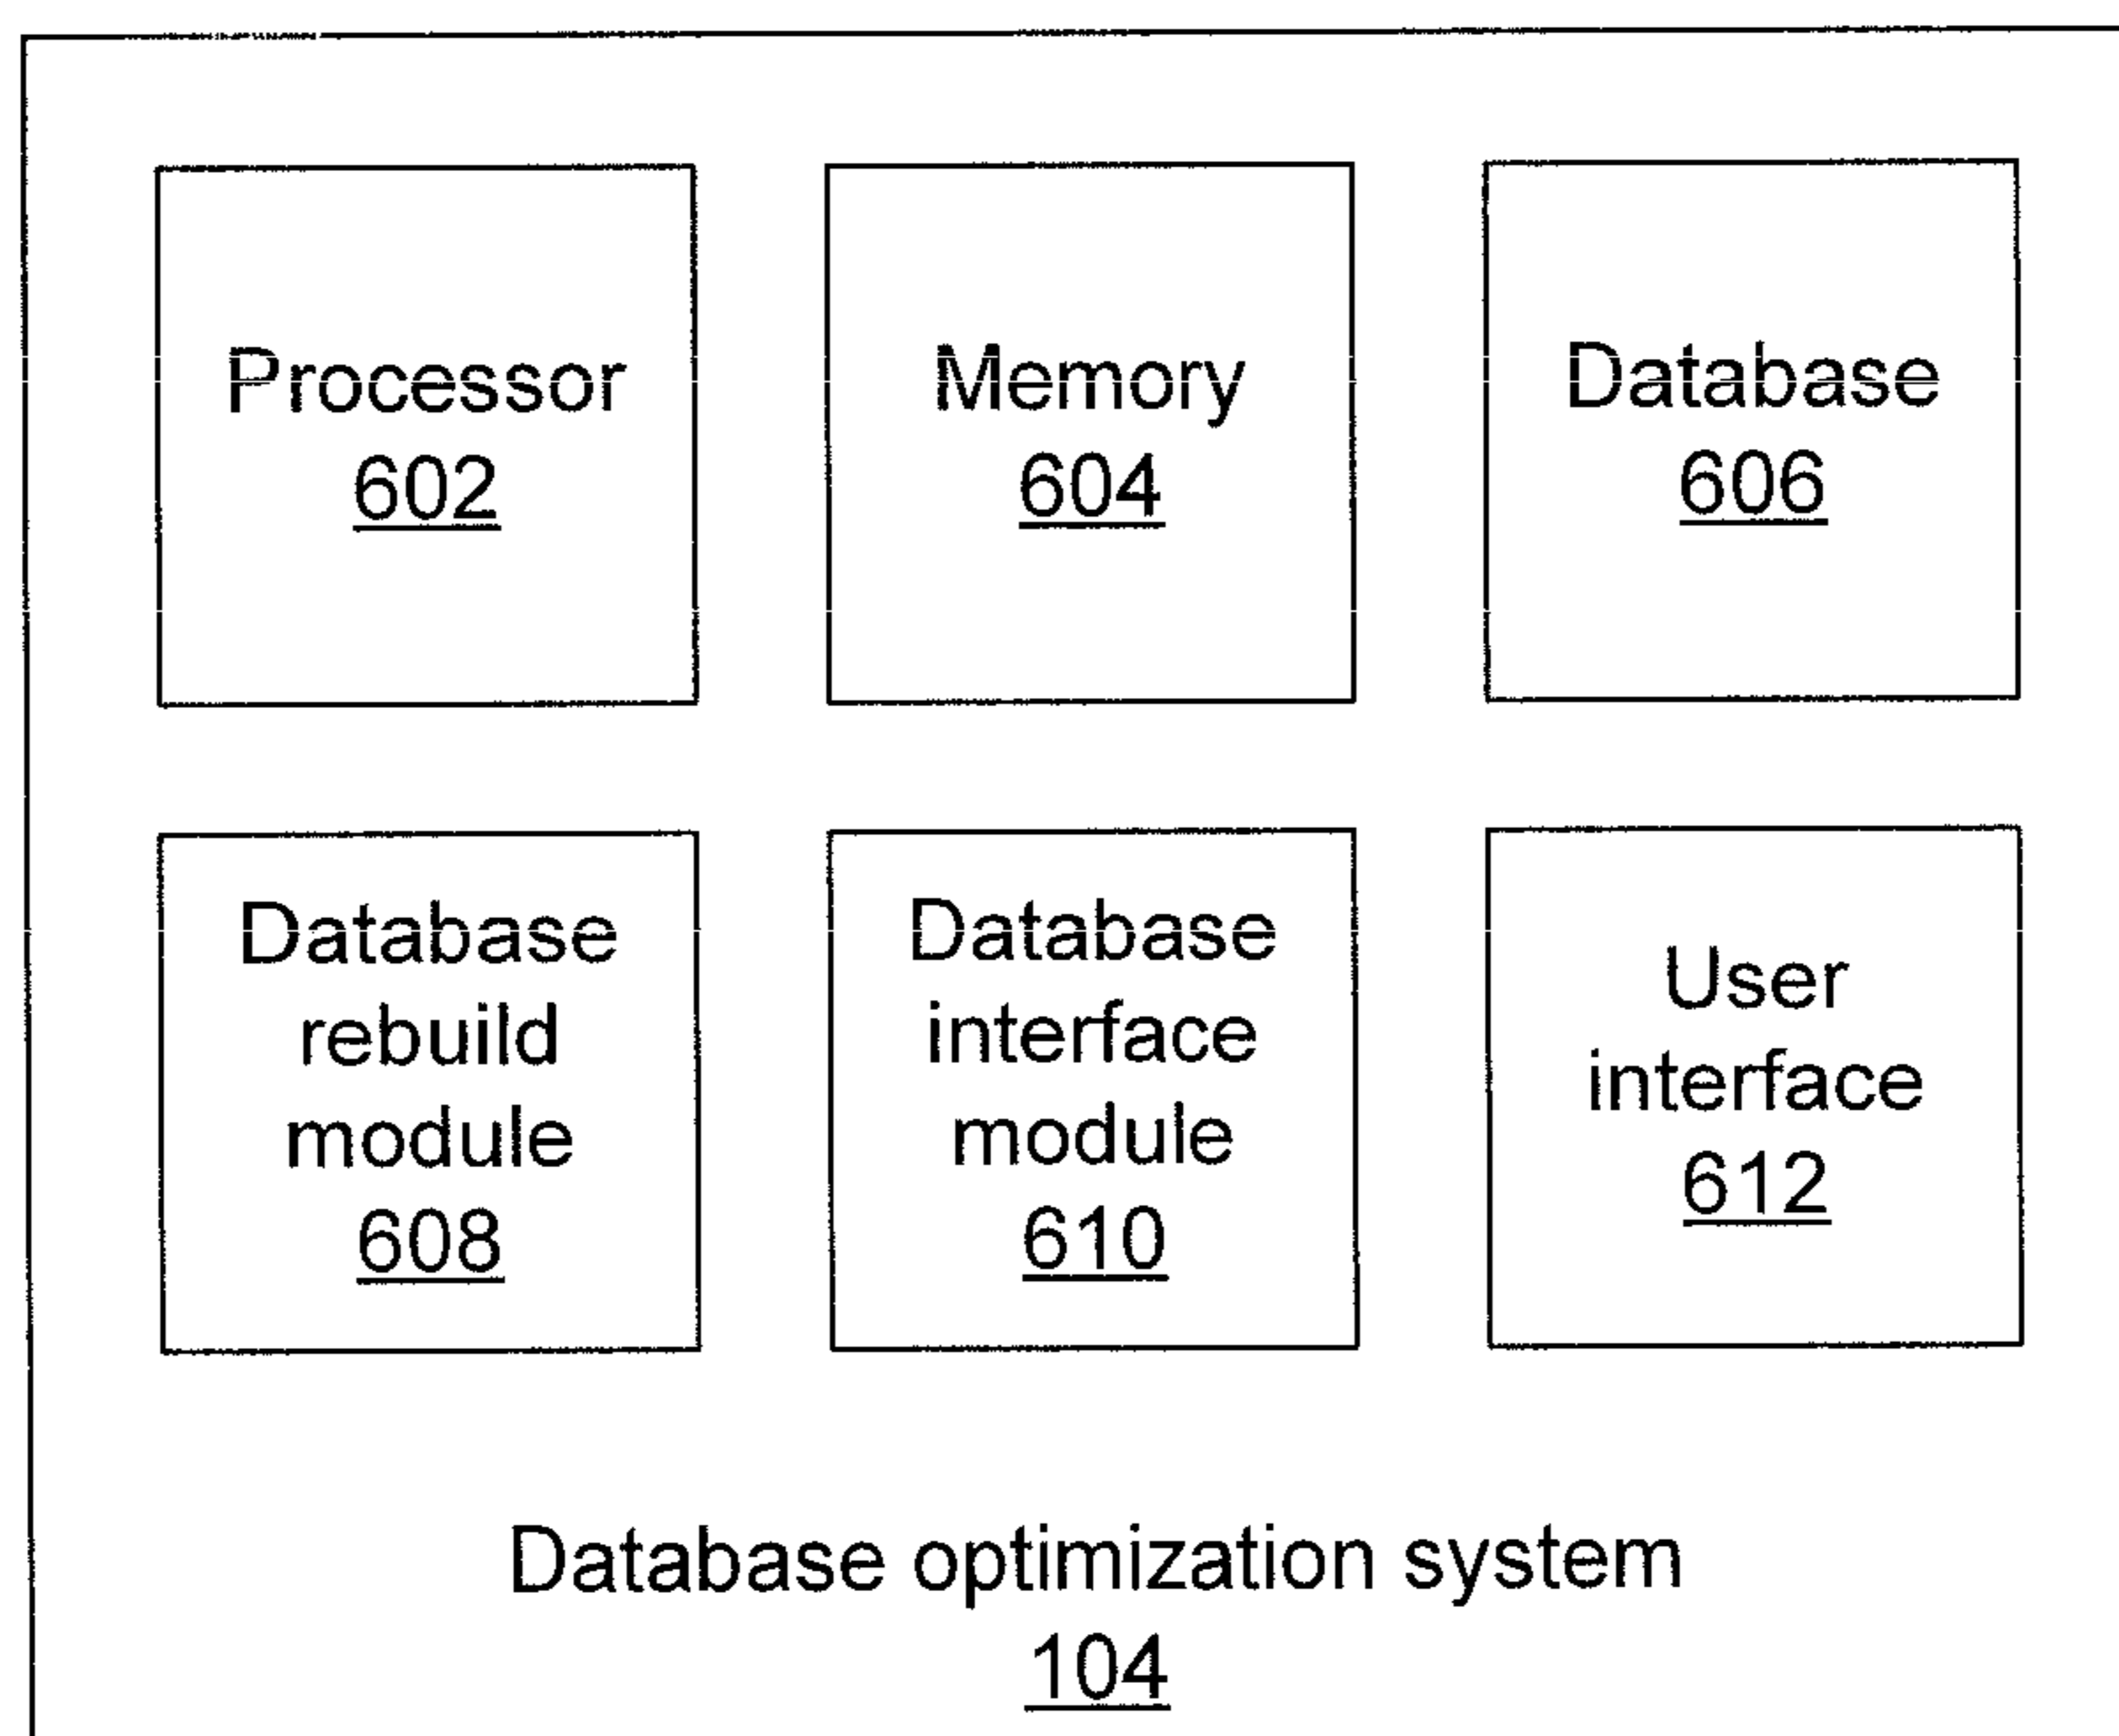 Processor
602
Memory
604
Database
606
Database
rebuild
module
608
Database
interface
module
610
User
interface
612
Database optimization system
104